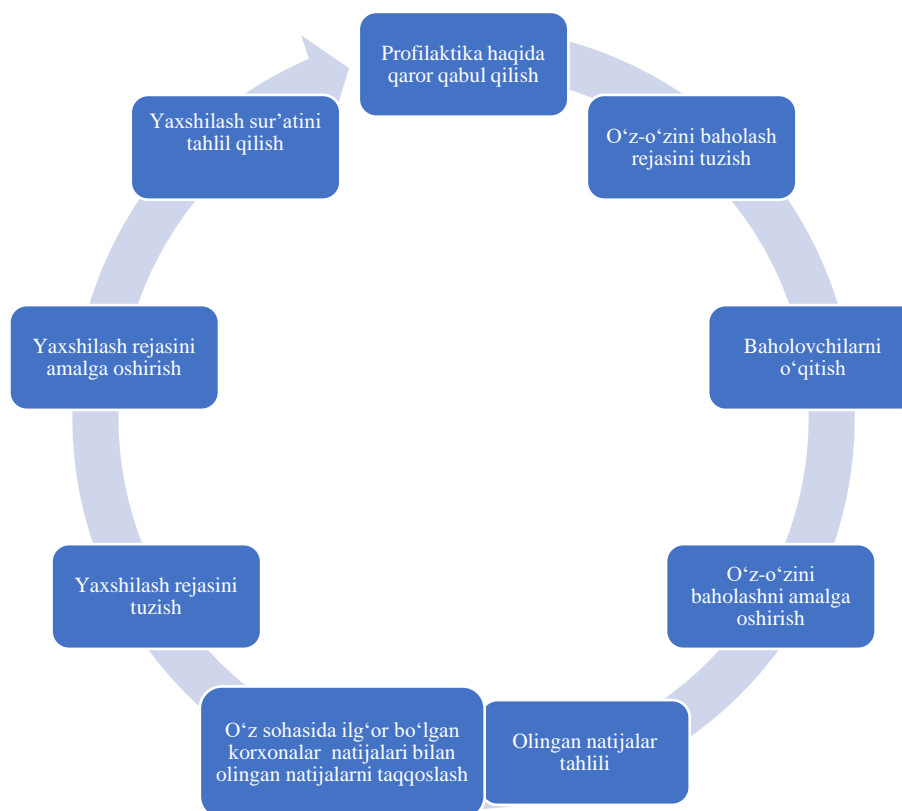 Profilaktika haqida
qaror qabul qilish
O‘z-o‘zini baholash
rejasini tuzish
Baholovchilarni
o‘qitish
O‘z-o‘zini
baholashni amalga
oshirish
Olingan natijalar
tahlili
O‘z sohasida ilg‘or bo‘lgan
korxonalar natijalari bilan
olingan natijalarni taqqoslash
Yaxshilash rejasini
tuzish
Yaxshilash rejasini
amalga oshirish
Yaxshilash sur’atini
tahlil qilish